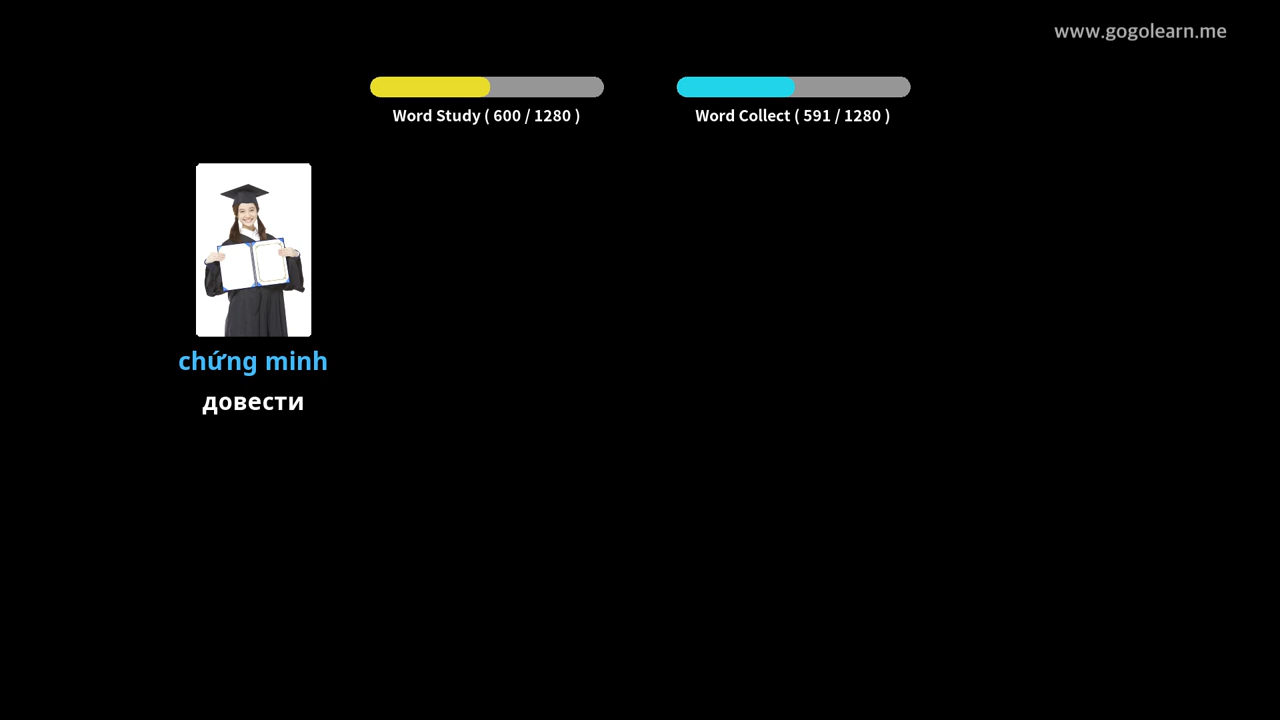 www.gogolearn.me
Word Study ( 600 / 1280 )
Word Collect ( 591 / 1280 )
chứng minh
довести